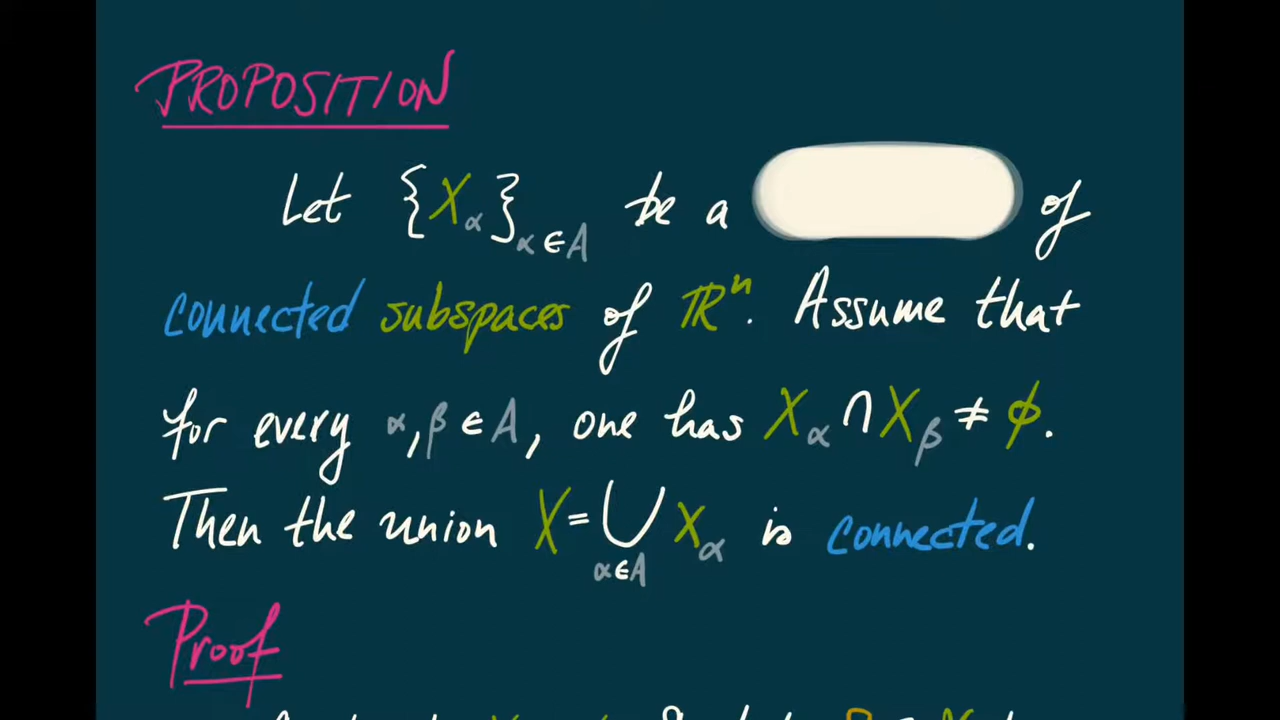 PROPOSITION
Let {X_α}_{α∈A} be a of
connected subspaces of ℝⁿ. Assume that
for every α, β ∈ A, one has X_α ∩ X_β ≠ ϕ.
Then the union X = ⋃_{α∈A} X_α is connected.
Proof